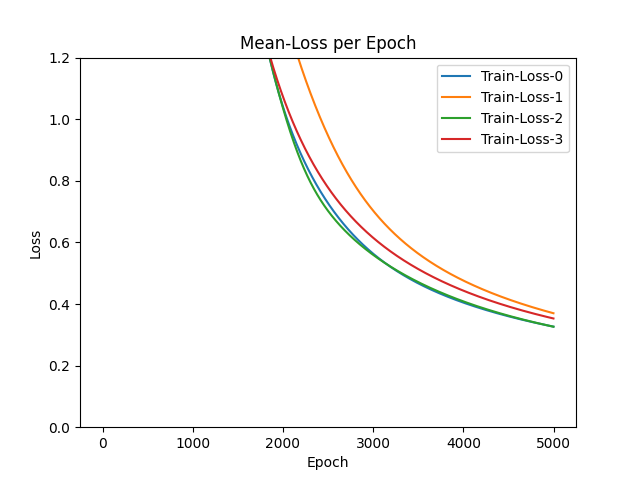 Mean-Loss per Epoch
Train-Loss-0
Train-Loss-1
Train-Loss-2
Train-Loss-3
Loss
1.2
1.0
0.8
0.6
0.4
0.2
0.0
0 1000 2000 3000 4000 5000
Epoch